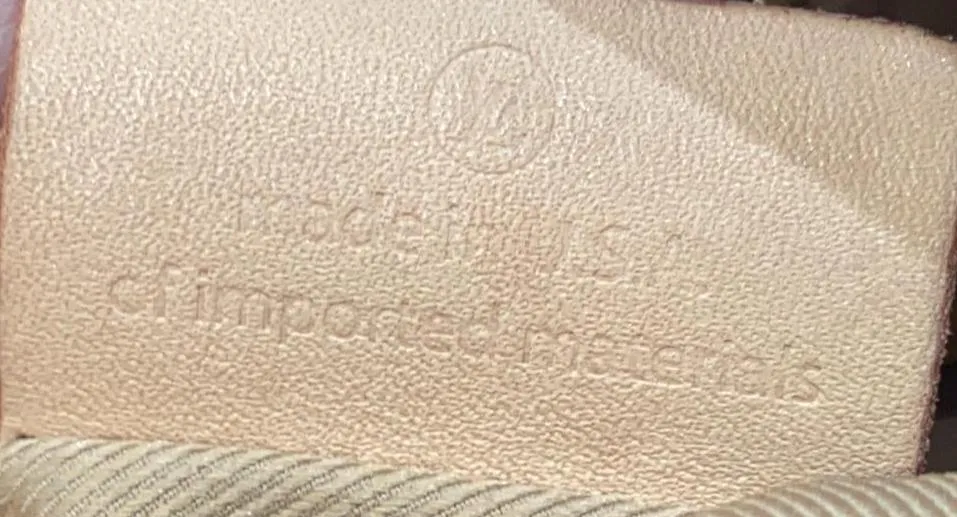 made in U.S.A.
of imported materials